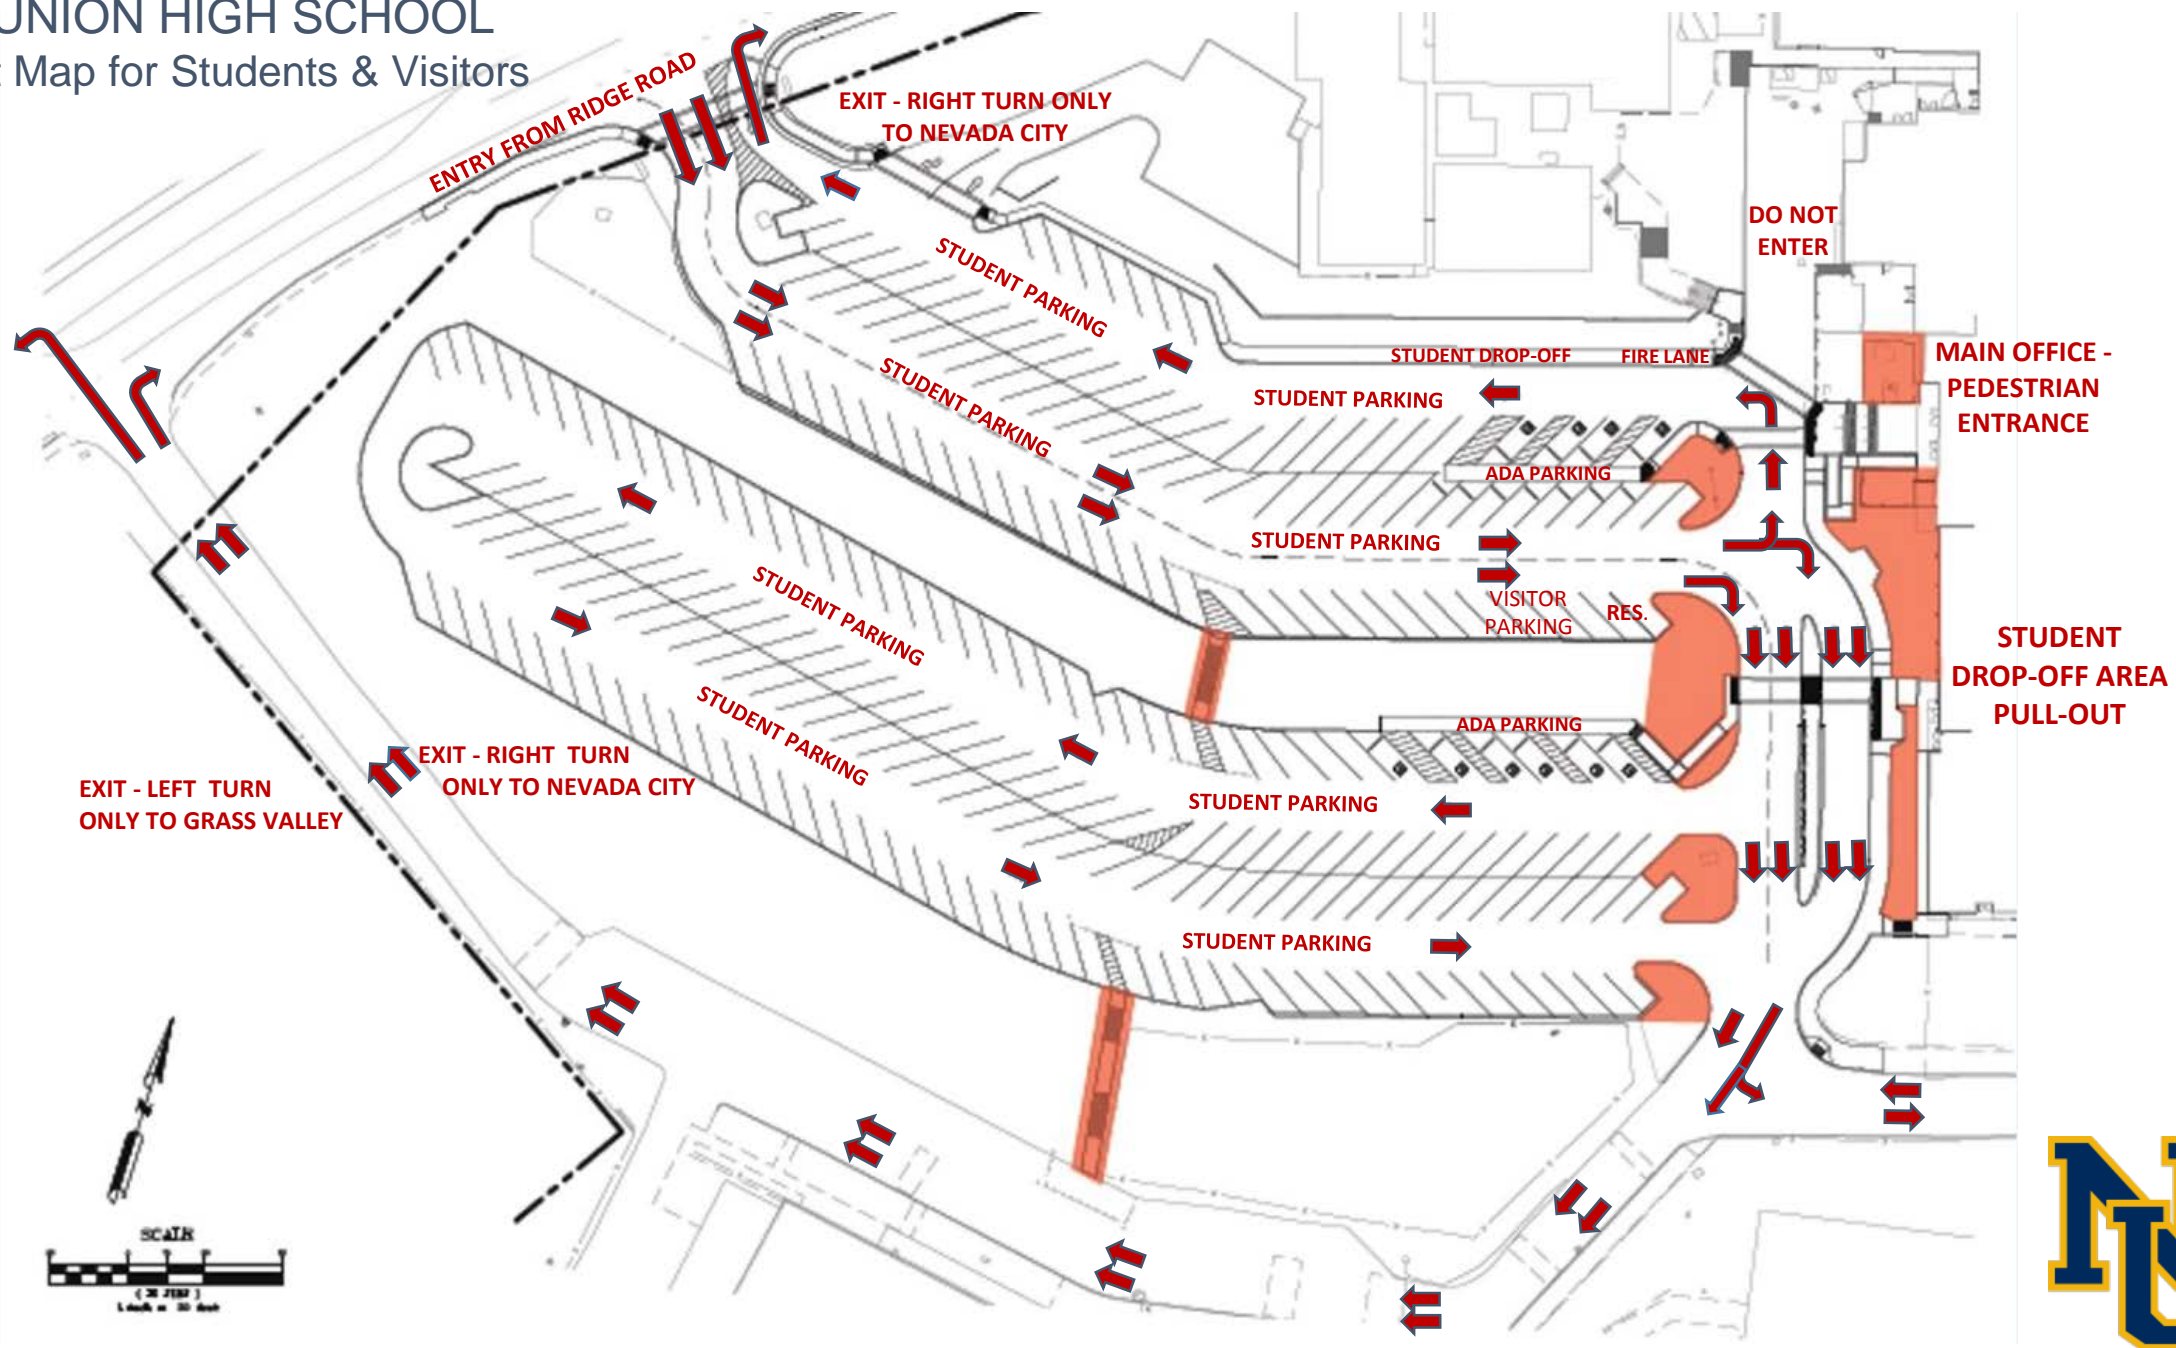 UNION HIGH SCHOOL
Map for Students & Visitors
ENTRY FROM RIDGE ROAD
EXIT - RIGHT TURN ONLY
TO NEVADA CITY
DO NOT
ENTER
STUDENT PARKING
STUDENT DROP-OFF
FIRE LANE
MAIN OFFICE -
PEDESTRIAN
ENTRANCE
STUDENT PARKING
STUDENT PARKING
ADA PARKING
STUDENT PARKING
VISITOR
PARKING
RES.
STUDENT PARKING
STUDENT
DROP-OFF AREA
PULL-OUT
STUDENT PARKING
ADA PARKING
EXIT - RIGHT TURN
ONLY TO NEVADA CITY
EXIT - LEFT TURN
ONLY TO GRASS VALLEY
STUDENT PARKING
STUDENT PARKING
N
SCALE
NU